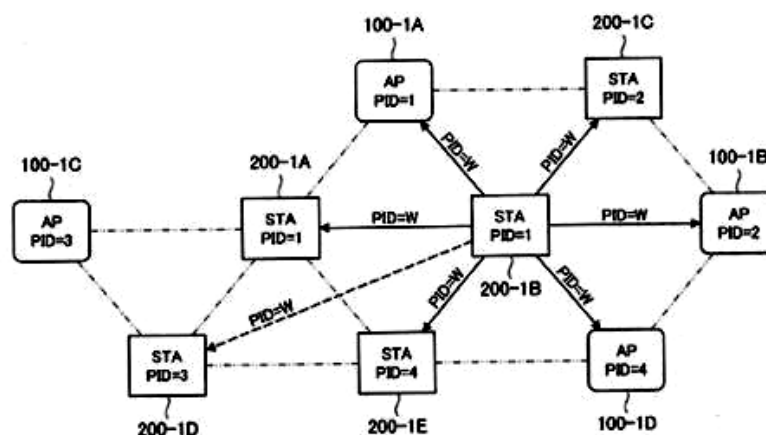 100-1A
200-1C
AP
PID=1
STA
PID=2
PID=W
PID=W
100-1C
200-1A
100-1B
AP
PID=3
STA
PID=1
PID=W
STA
PID=1
PID=W
AP
PID=2
PID=W
PID=W
PID=W
200-1B
STA
PID=3
STA
PID=4
AP
PID=4
200-1D
200-1E
100-1D